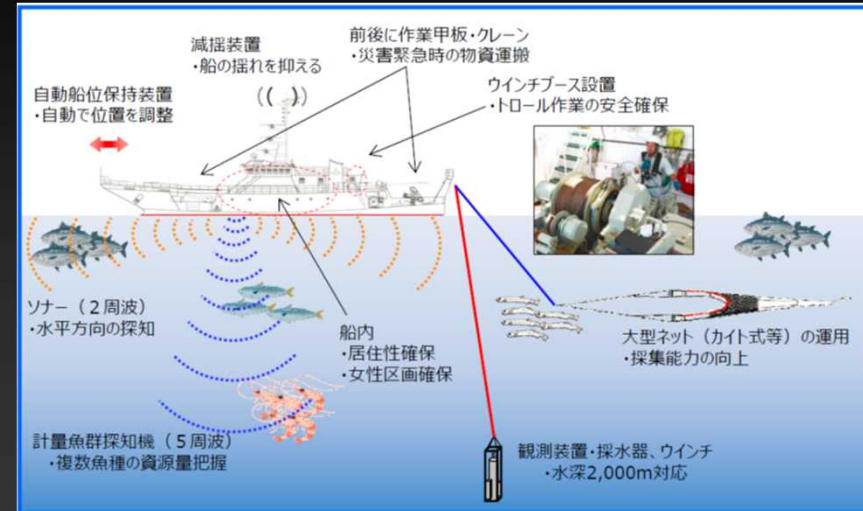 減揺装置
・船の揺れを抑える
前後に作業甲板・クレーン
・災害緊急時の物資運搬
自動船位保持装置
・自動で位置を調整
ウインチブース設置
・トロール作業の安全確保
ソナー（２周波）
・水平方向の探知
船内
・居住性確保
・女性区画確保
大型ネット（カイト式等）の運用
・採集能力の向上
計量魚群探知機（５周波）
・複数魚種の資源量把握
観測装置・採水器、ウインチ
・水深2,000m対応